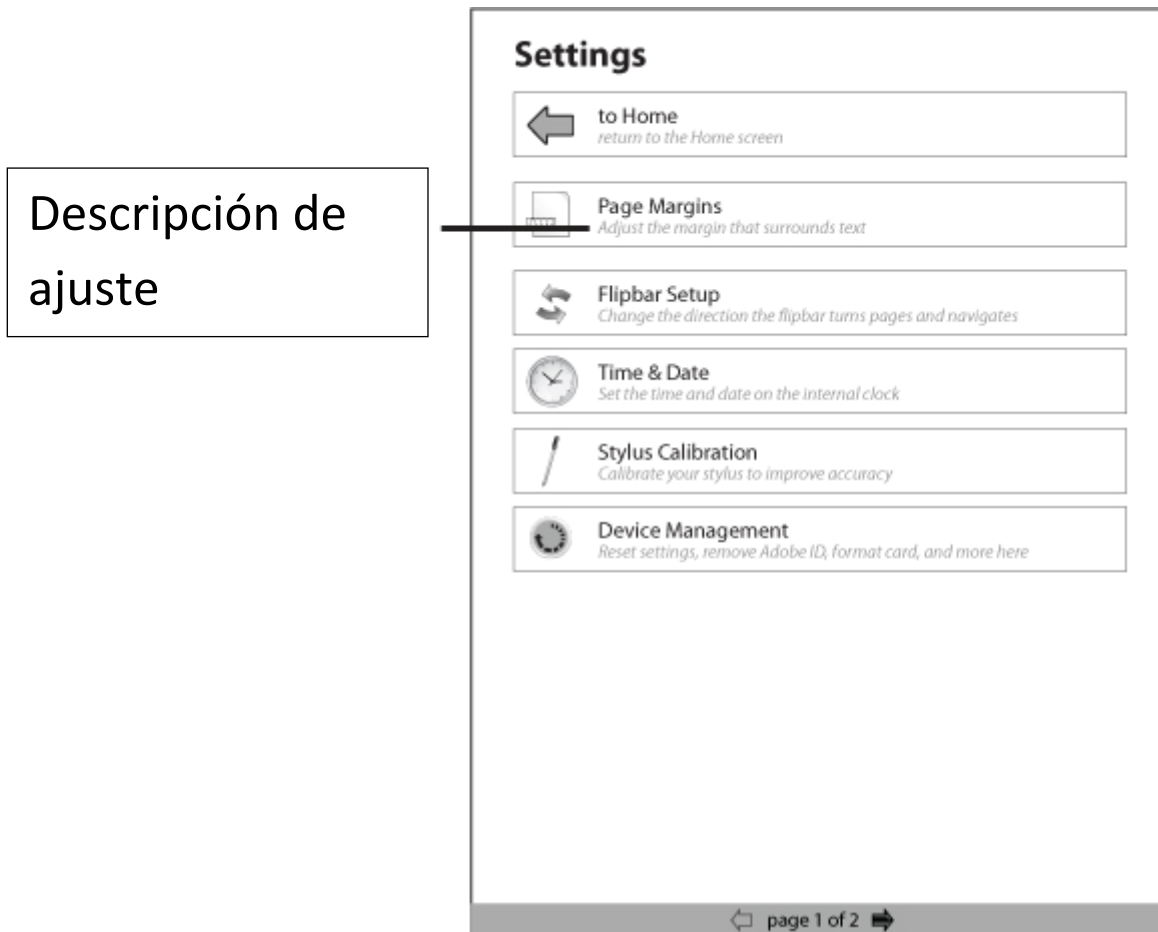 Settings
to Home
return to the Home screen
Descripción de
ajuste
Page Margins
Adjust the margin that surrounds text
Flipbar Setup
Change the direction the flipbar turns pages and navigates
Time & Date
Set the time and date on the internal clock
Stylus Calibration
Calibrate your stylus to improve accuracy
Device Management
Reset settings, remove Adobe ID, format card, and more here
page 1 of 2